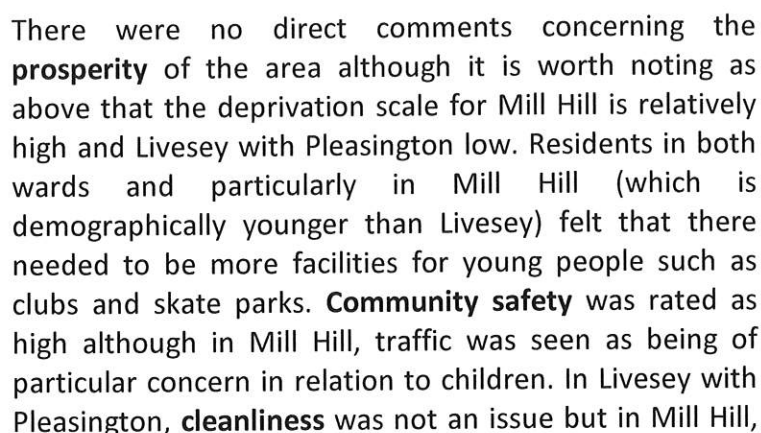 There were no direct comments concerning the
prosperity of the area although it is worth noting as
above that the deprivation scale for Mill Hill is relatively
high and Livesey with Pleasington low. Residents in both
wards and particularly in Mill Hill (which is
demographically younger than Livesey) felt that there
needed to be more facilities for young people such as
clubs and skate parks. Community safety was rated as
high although in Mill Hill, traffic was seen as being of
particular concern in relation to children. In Livesey with
Pleasington, cleanliness was not an issue but in Mill Hill,